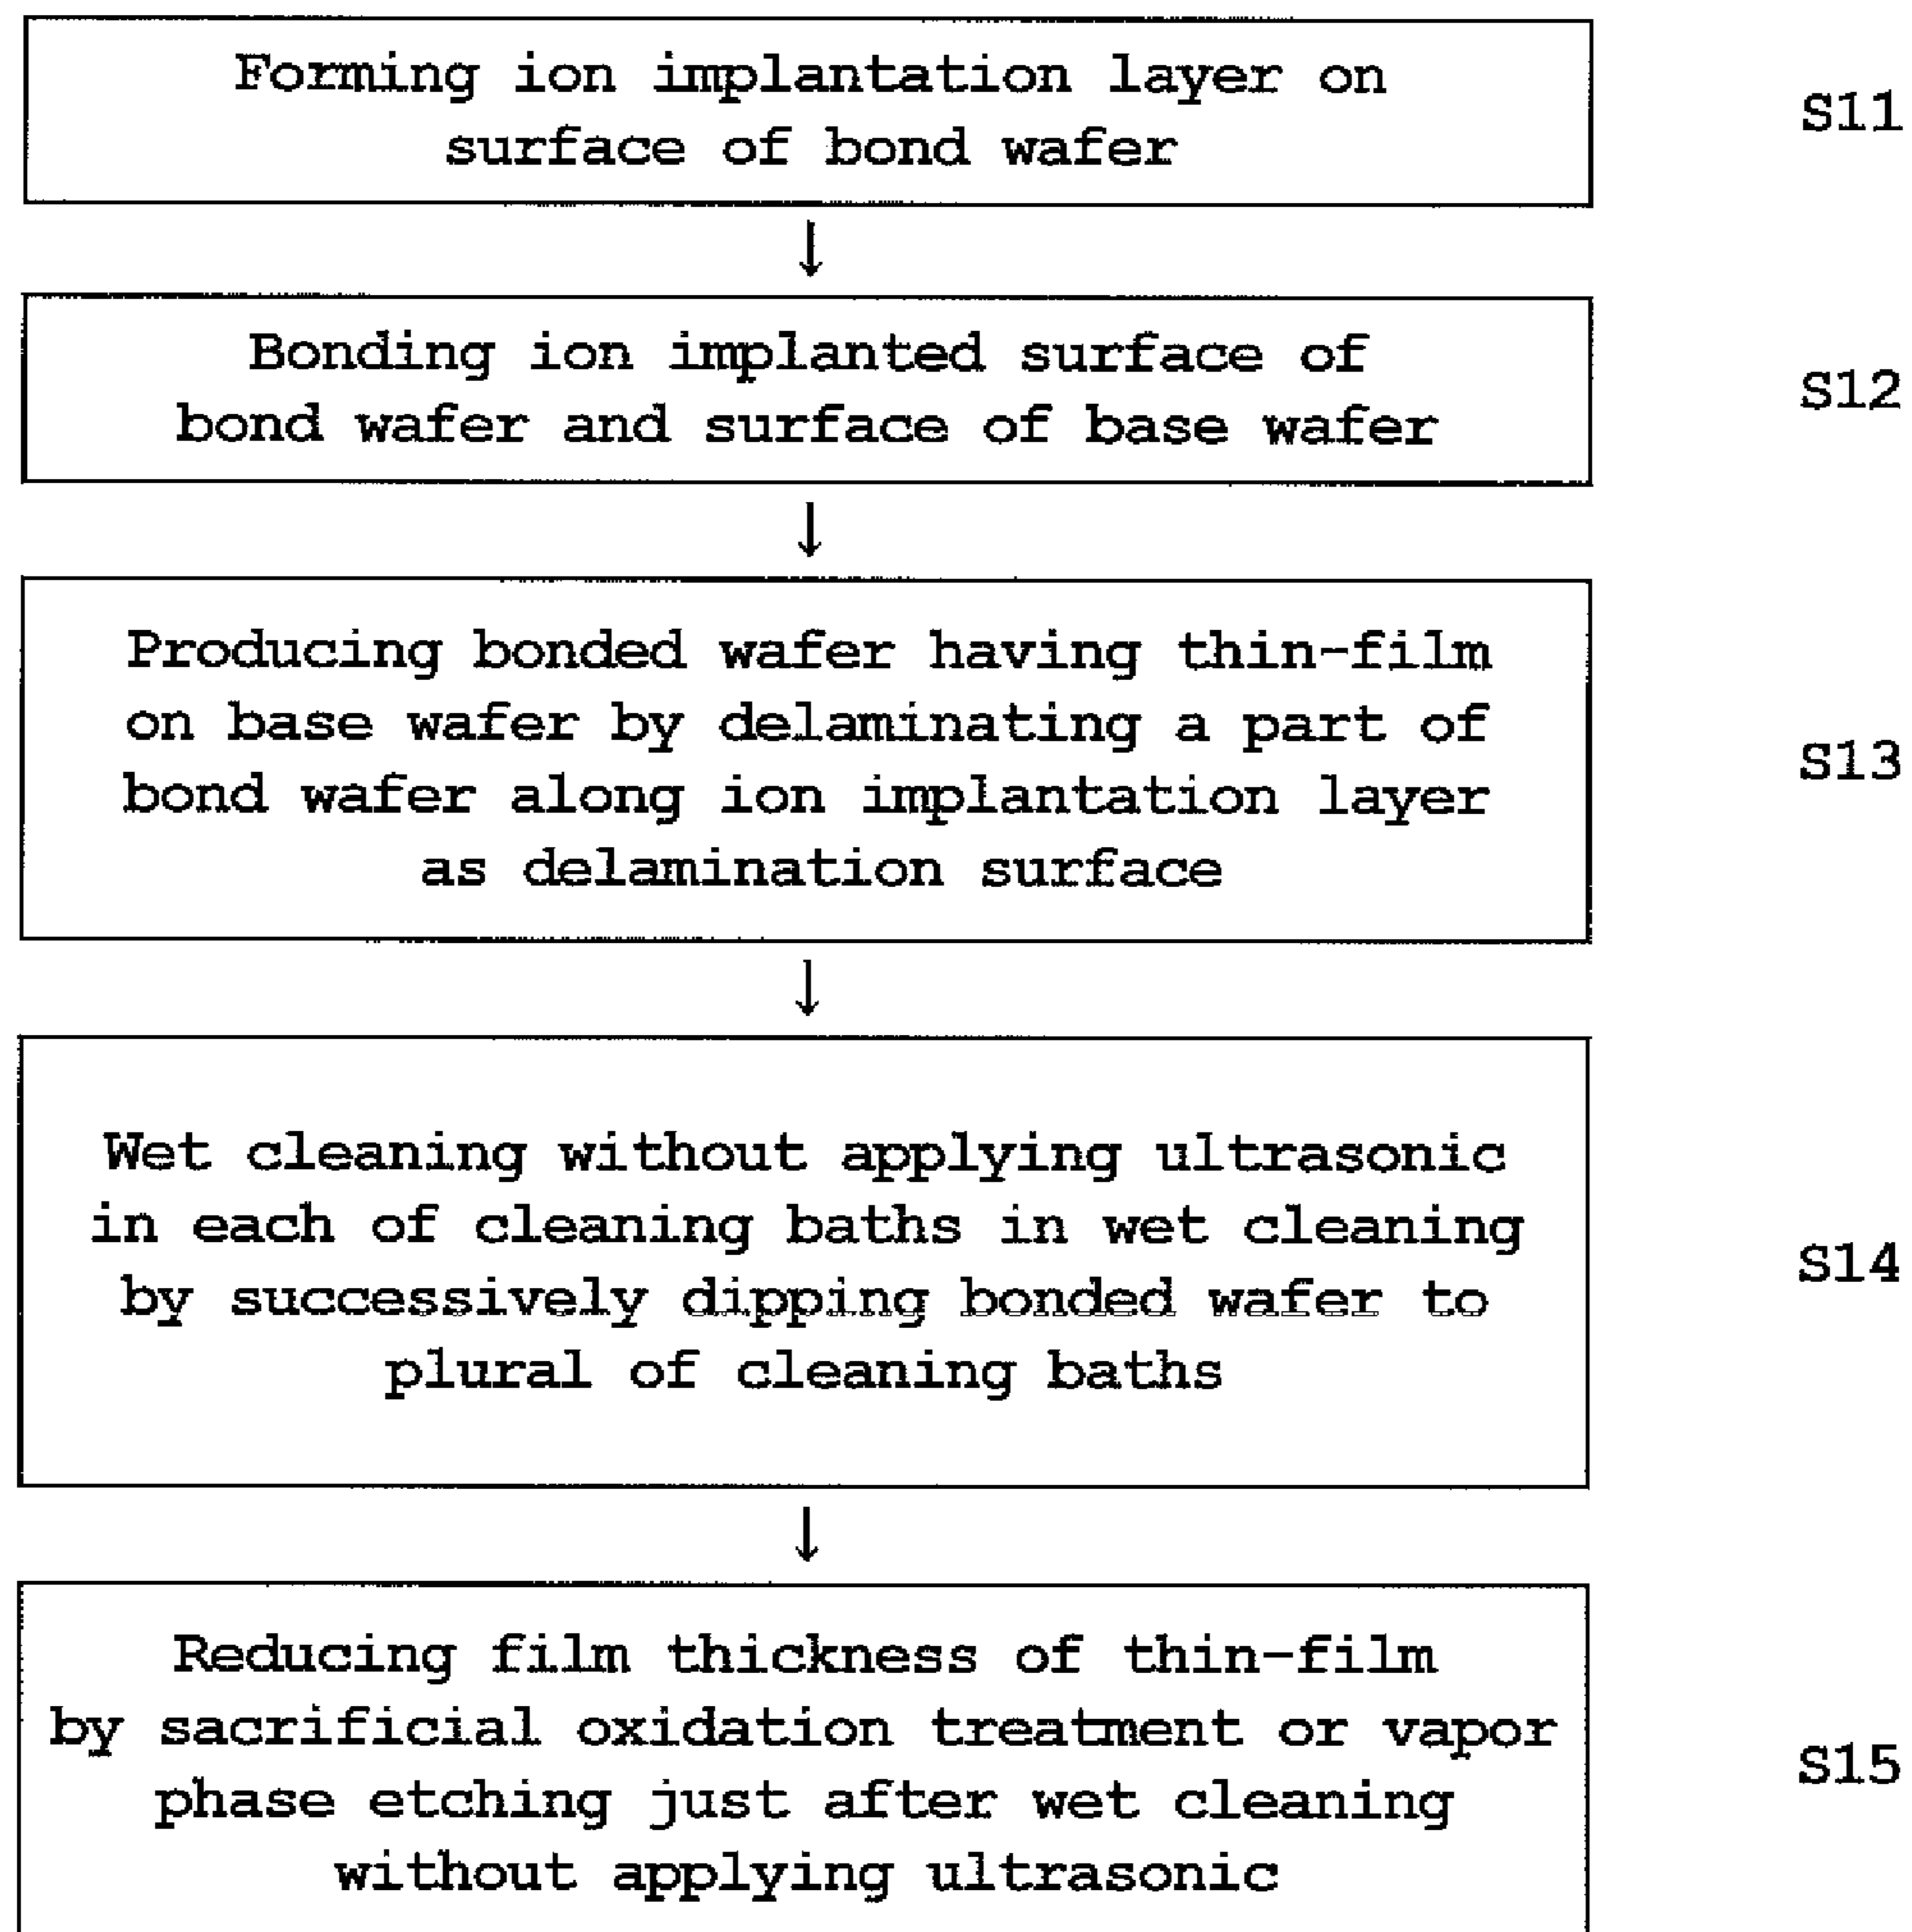 Forming ion implantation layer on
surface of bond wafer
S11
↓
Bonding ion implanted surface of
bond wafer and surface of base wafer
S12
↓
Producing bonded wafer having thin-film
on base wafer by delaminating a part of
bond wafer along ion implantation layer
as delamination surface
S13
↓
Wet cleaning without applying ultrasonic
in each of cleaning baths in wet cleaning
by successively dipping bonded wafer to
plural of cleaning baths
S14
↓
Reducing film thickness of thin-film
by sacrificial oxidation treatment or vapor
phase etching just after wet cleaning
without applying ultrasonic
S15